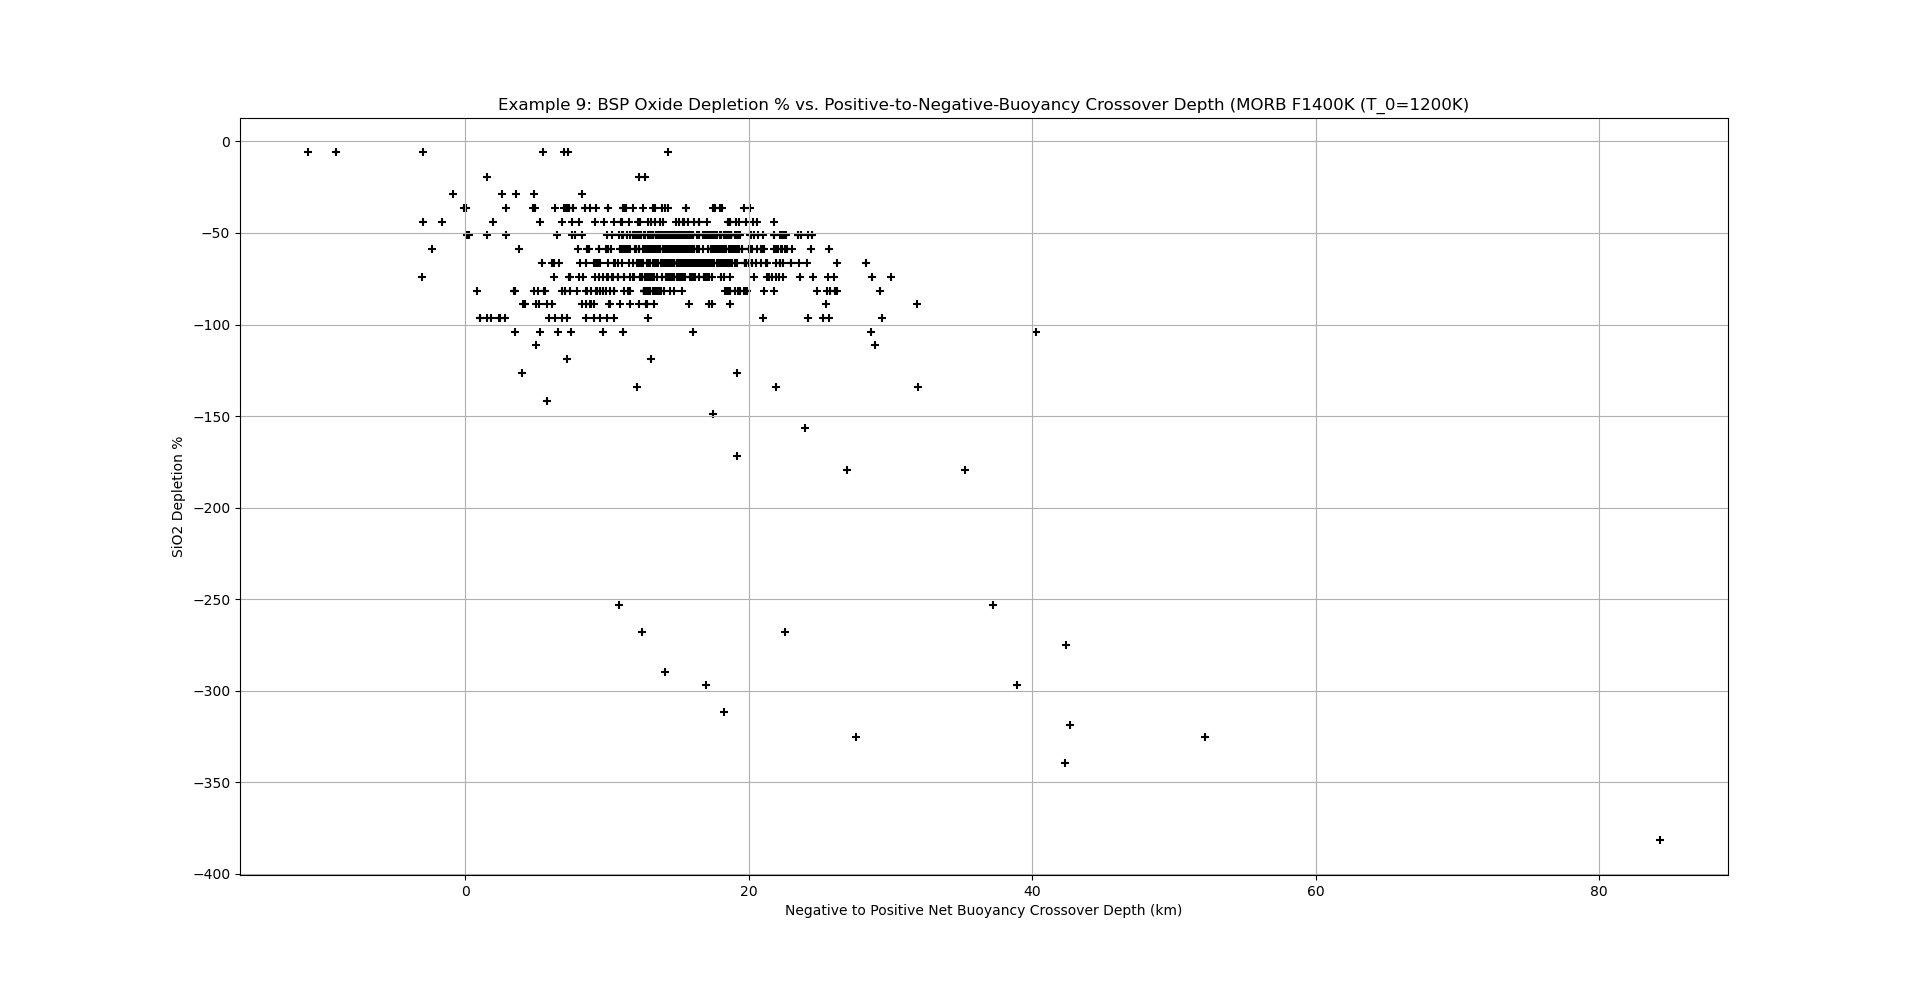 Example 9: BSP Oxide Depletion % vs. Positive-to-Negative-Buoyancy Crossover Depth (MORB F1400K (T_0=1200K)
0
−50
−100
−150
−200
−250
−300
−350
−400
SiO2 Depletion %
0 20 40 60 80
Negative to Positive Net Buoyancy Crossover Depth (km)